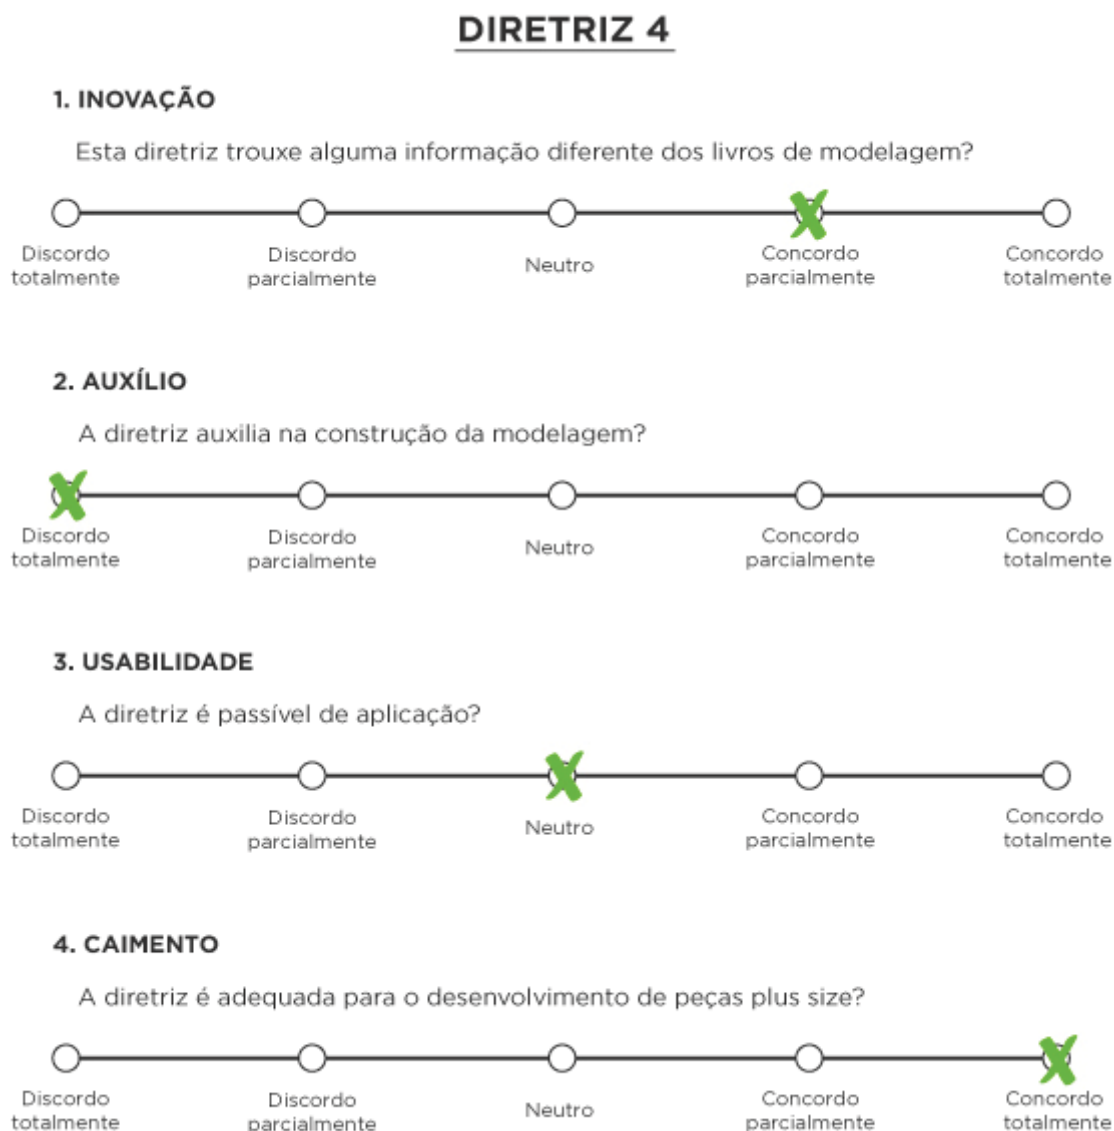 DIRETRIZ 4
1. INOVAÇÃO
Esta diretriz trouxe alguma informação diferente dos livros de modelagem?
Discordo totalmente
Discordo parcialmente
Neutro
Concordo parcialmente
Concordo totalmente
2. AUXÍLIO
A diretriz auxilia na construção da modelagem?
Discordo totalmente
Discordo parcialmente
Neutro
Concordo parcialmente
Concordo totalmente
3. USABILIDADE
A diretriz é passível de aplicação?
Discordo totalmente
Discordo parcialmente
Neutro
Concordo parcialmente
Concordo totalmente
4. CAIMENTO
A diretriz é adequada para o desenvolvimento de peças plus size?
Discordo totalmente
Discordo parcialmente
Neutro
Concordo parcialmente
Concordo totalmente